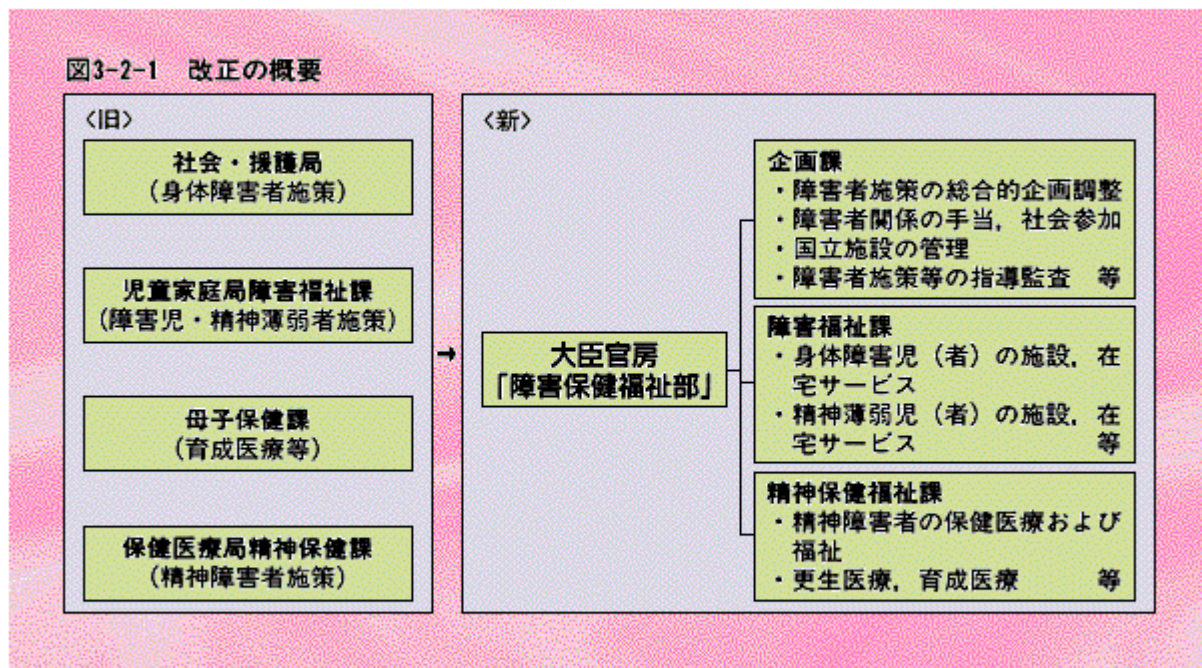 図3-2-1 改正の概要
〈旧〉
社会・援護局
(身体障害者施策)
児童家庭局障害福祉課
(障害児・精神薄弱者施策)
母子保健課
(育成医療等)
保健医療局精神保健課
(精神障害者施策)
→
〈新〉
大臣官房
「障害保健福祉部」
企画課
・障害者施策の総合的企画調整
・障害者関係の手当，社会参加
・国立施設の管理
・障害者施策等の指導監査 等
障害福祉課
・身体障害児（者）の施設，在
宅サービス
・精神薄弱児（者）の施設，在
宅サービス 等
精神保健福祉課
・精神障害者の保健医療および
福祉
・更生医療，育成医療 等